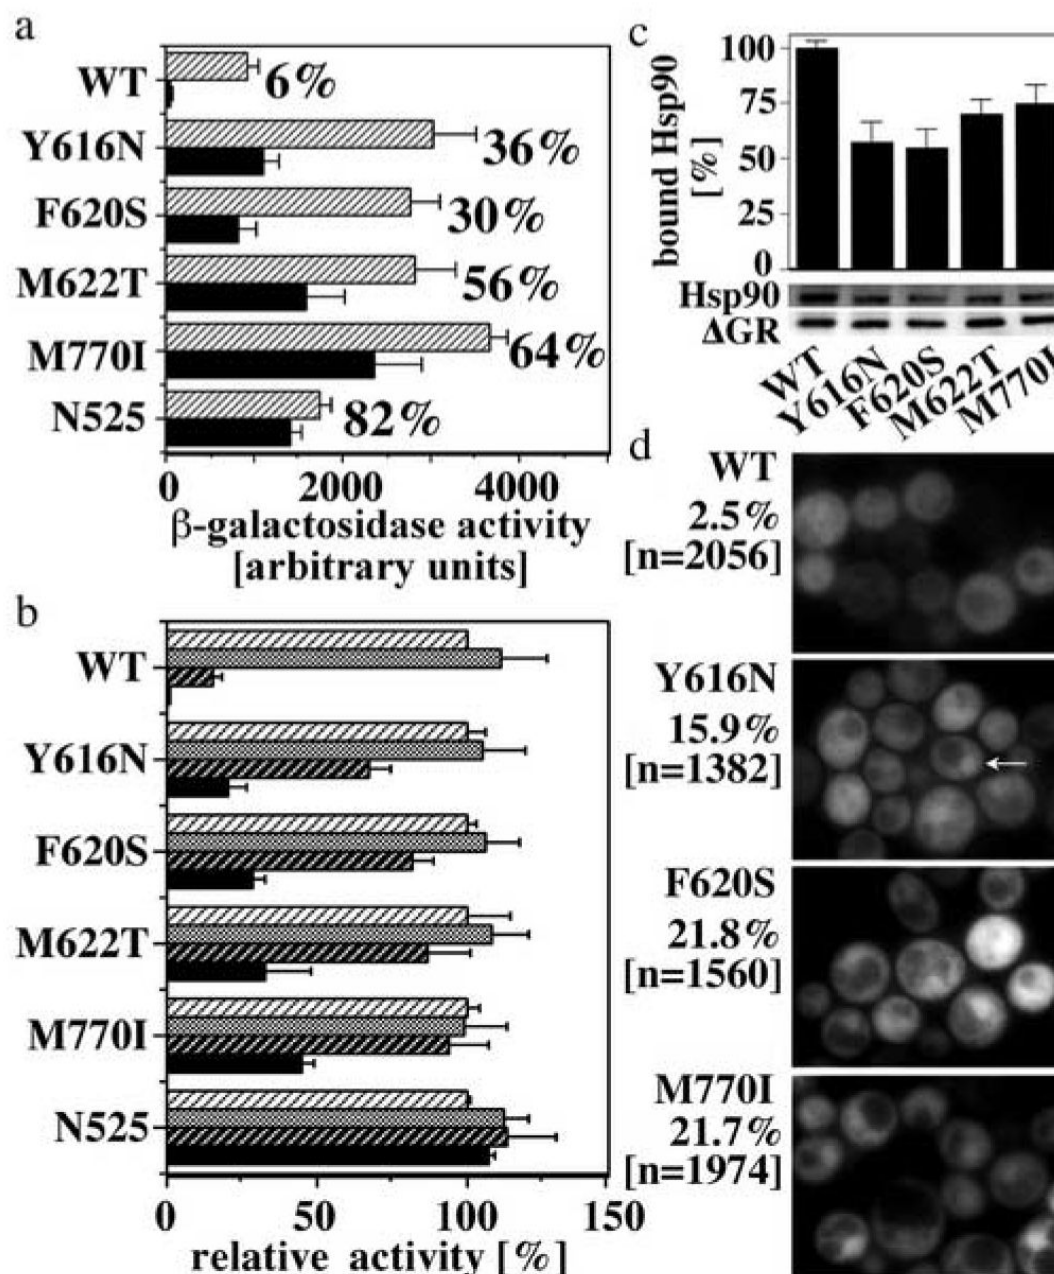 a
WT
6%
Y616N
36%
F620S
30%
M622T
56%
M770I
64%
N525
82%
0 2000 4000
β-galactosidase activity
[arbitrary units]
b
WT
Y616N
F620S
M622T
M770I
N525
0 50 100 150
relative activity [%]
c
bound Hsp90
[%]
100
75
50
25
0
Hsp90
ΔGR
WT
Y616N
F620S
M622T
M770I
d
WT
2.5%
[n=2056]
Y616N
15.9%
[n=1382]
F620S
21.8%
[n=1560]
M770I
21.7%
[n=1974]